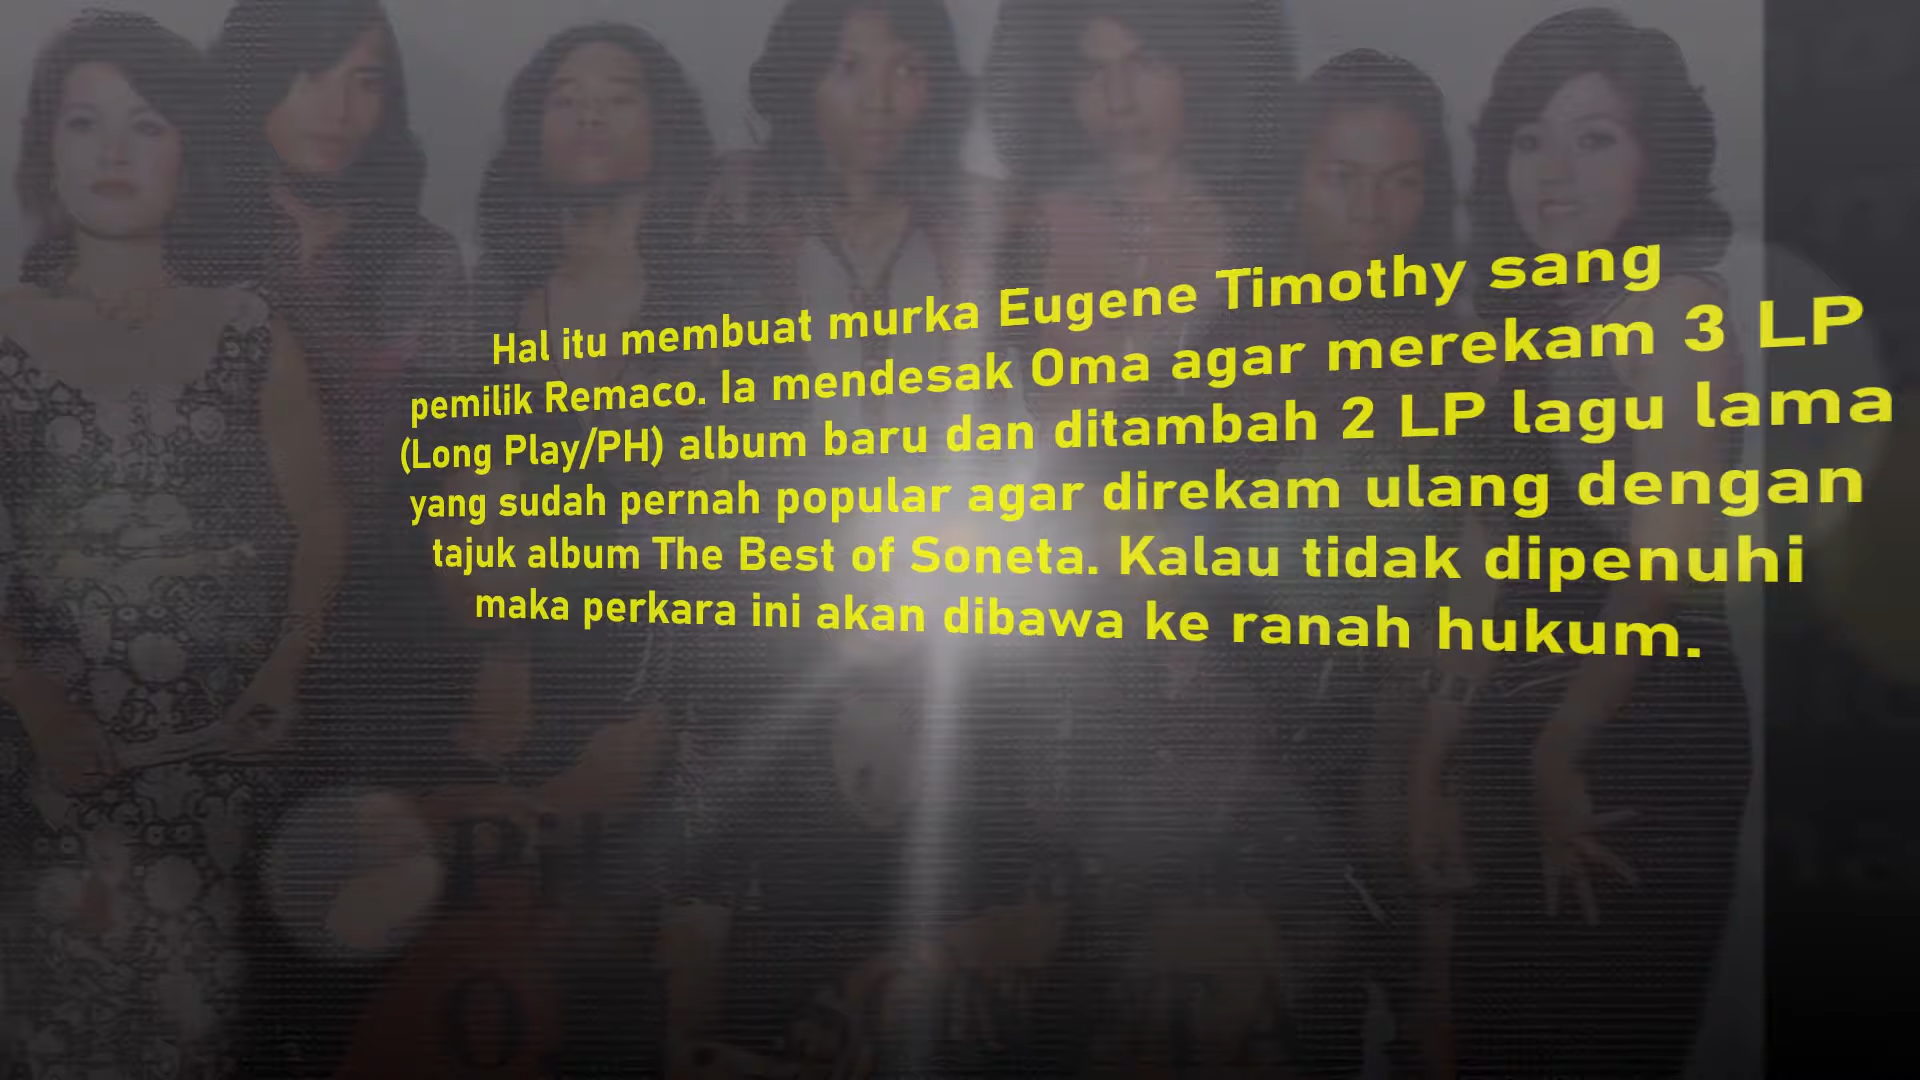 Hal itu membuat murka Eugene Timothy sang
pemilik Remaco. Ia mendesak Oma agar merekam 3 LP
(Long Play/PH) album baru dan ditambah 2 LP lagu lama
yang sudah pernah popular agar direkam ulang dengan
tajuk album The Best of Soneta. Kalau tidak dipenuhi
maka perkara ini akan dibawa ke ranah hukum.